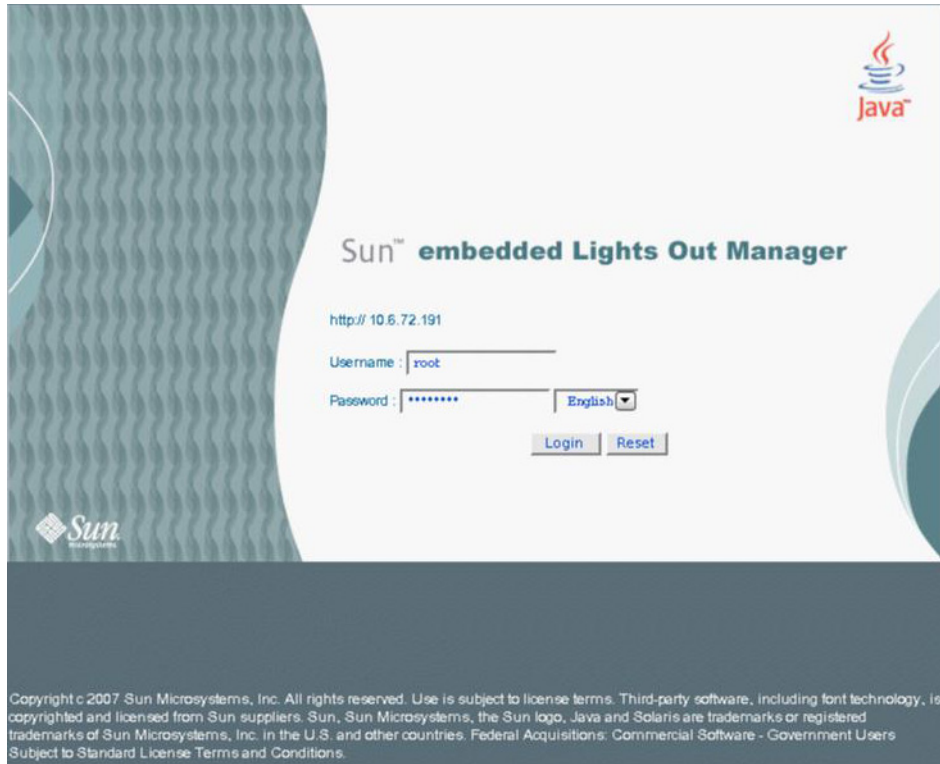 Java™
Sun™ embedded Lights Out Manager
http:// 10.6.72.191
Username : root
Password : •••••••• English
Login Reset
Sun
microsystems
Copyright c 2007 Sun Microsystems, Inc. All rights reserved. Use is subject to license terms. Third-party software, including font technology, is
copyrighted and licensed from Sun suppliers. Sun, Sun Microsystems, the Sun logo, Java and Solaris are trademarks or registered
trademarks of Sun Microsystems, Inc. in the U.S. and other countries. Federal Acquisitions: Commercial Software - Government Users
Subject to Standard License Terms and Conditions.